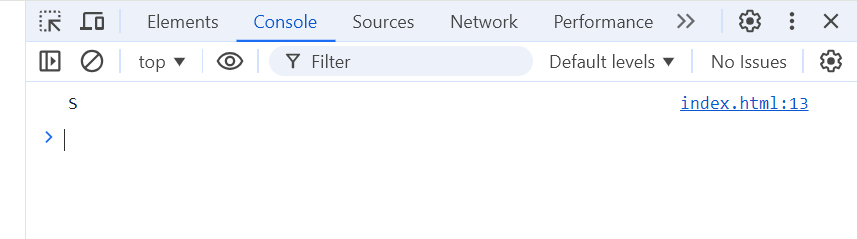 Elements Console Sources Network Performance
top Filter Default levels No Issues
S index.html:13